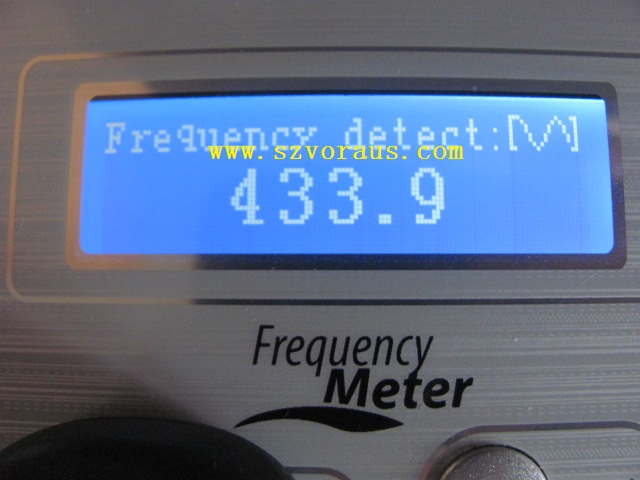 Frequency detect:[M]
www.szvoraus.com
433.9
Frequency
Meter